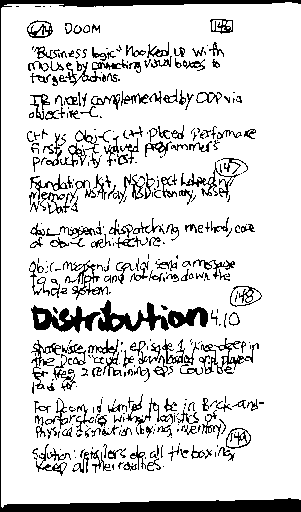 6/4 DOOM 146
"Business logic" hooked up with
mouse by connecting visual boxes to
targets/actions.
IB nicely complemented by OOP via
objective-C.
C++ vs Obj-C, C++ placed performance
first, Obj-C valued programmer's
productivity first.
147
Foundation Kit, NSObject helped w/
memory, NSArray, NSDictionary, NSSet,
NSData
objc_msgsend, dispatching method, core
of obj-C architecture.
Objc-msgsend could send a message
to a nullptr and not bring down the
whole system.
148
Distribution 4.10
Shareware model: episode 1 "Knee-deep in
the Dead" could be downloaded and played
for free, 2 remaining eps could be
paid for.
For Doom, id wanted to be in Brick-and-
mortar stores without logistics of
physical distribution (boxing, inventory)
149
Solution: retailers do all the boxing,
keep all the royalties.